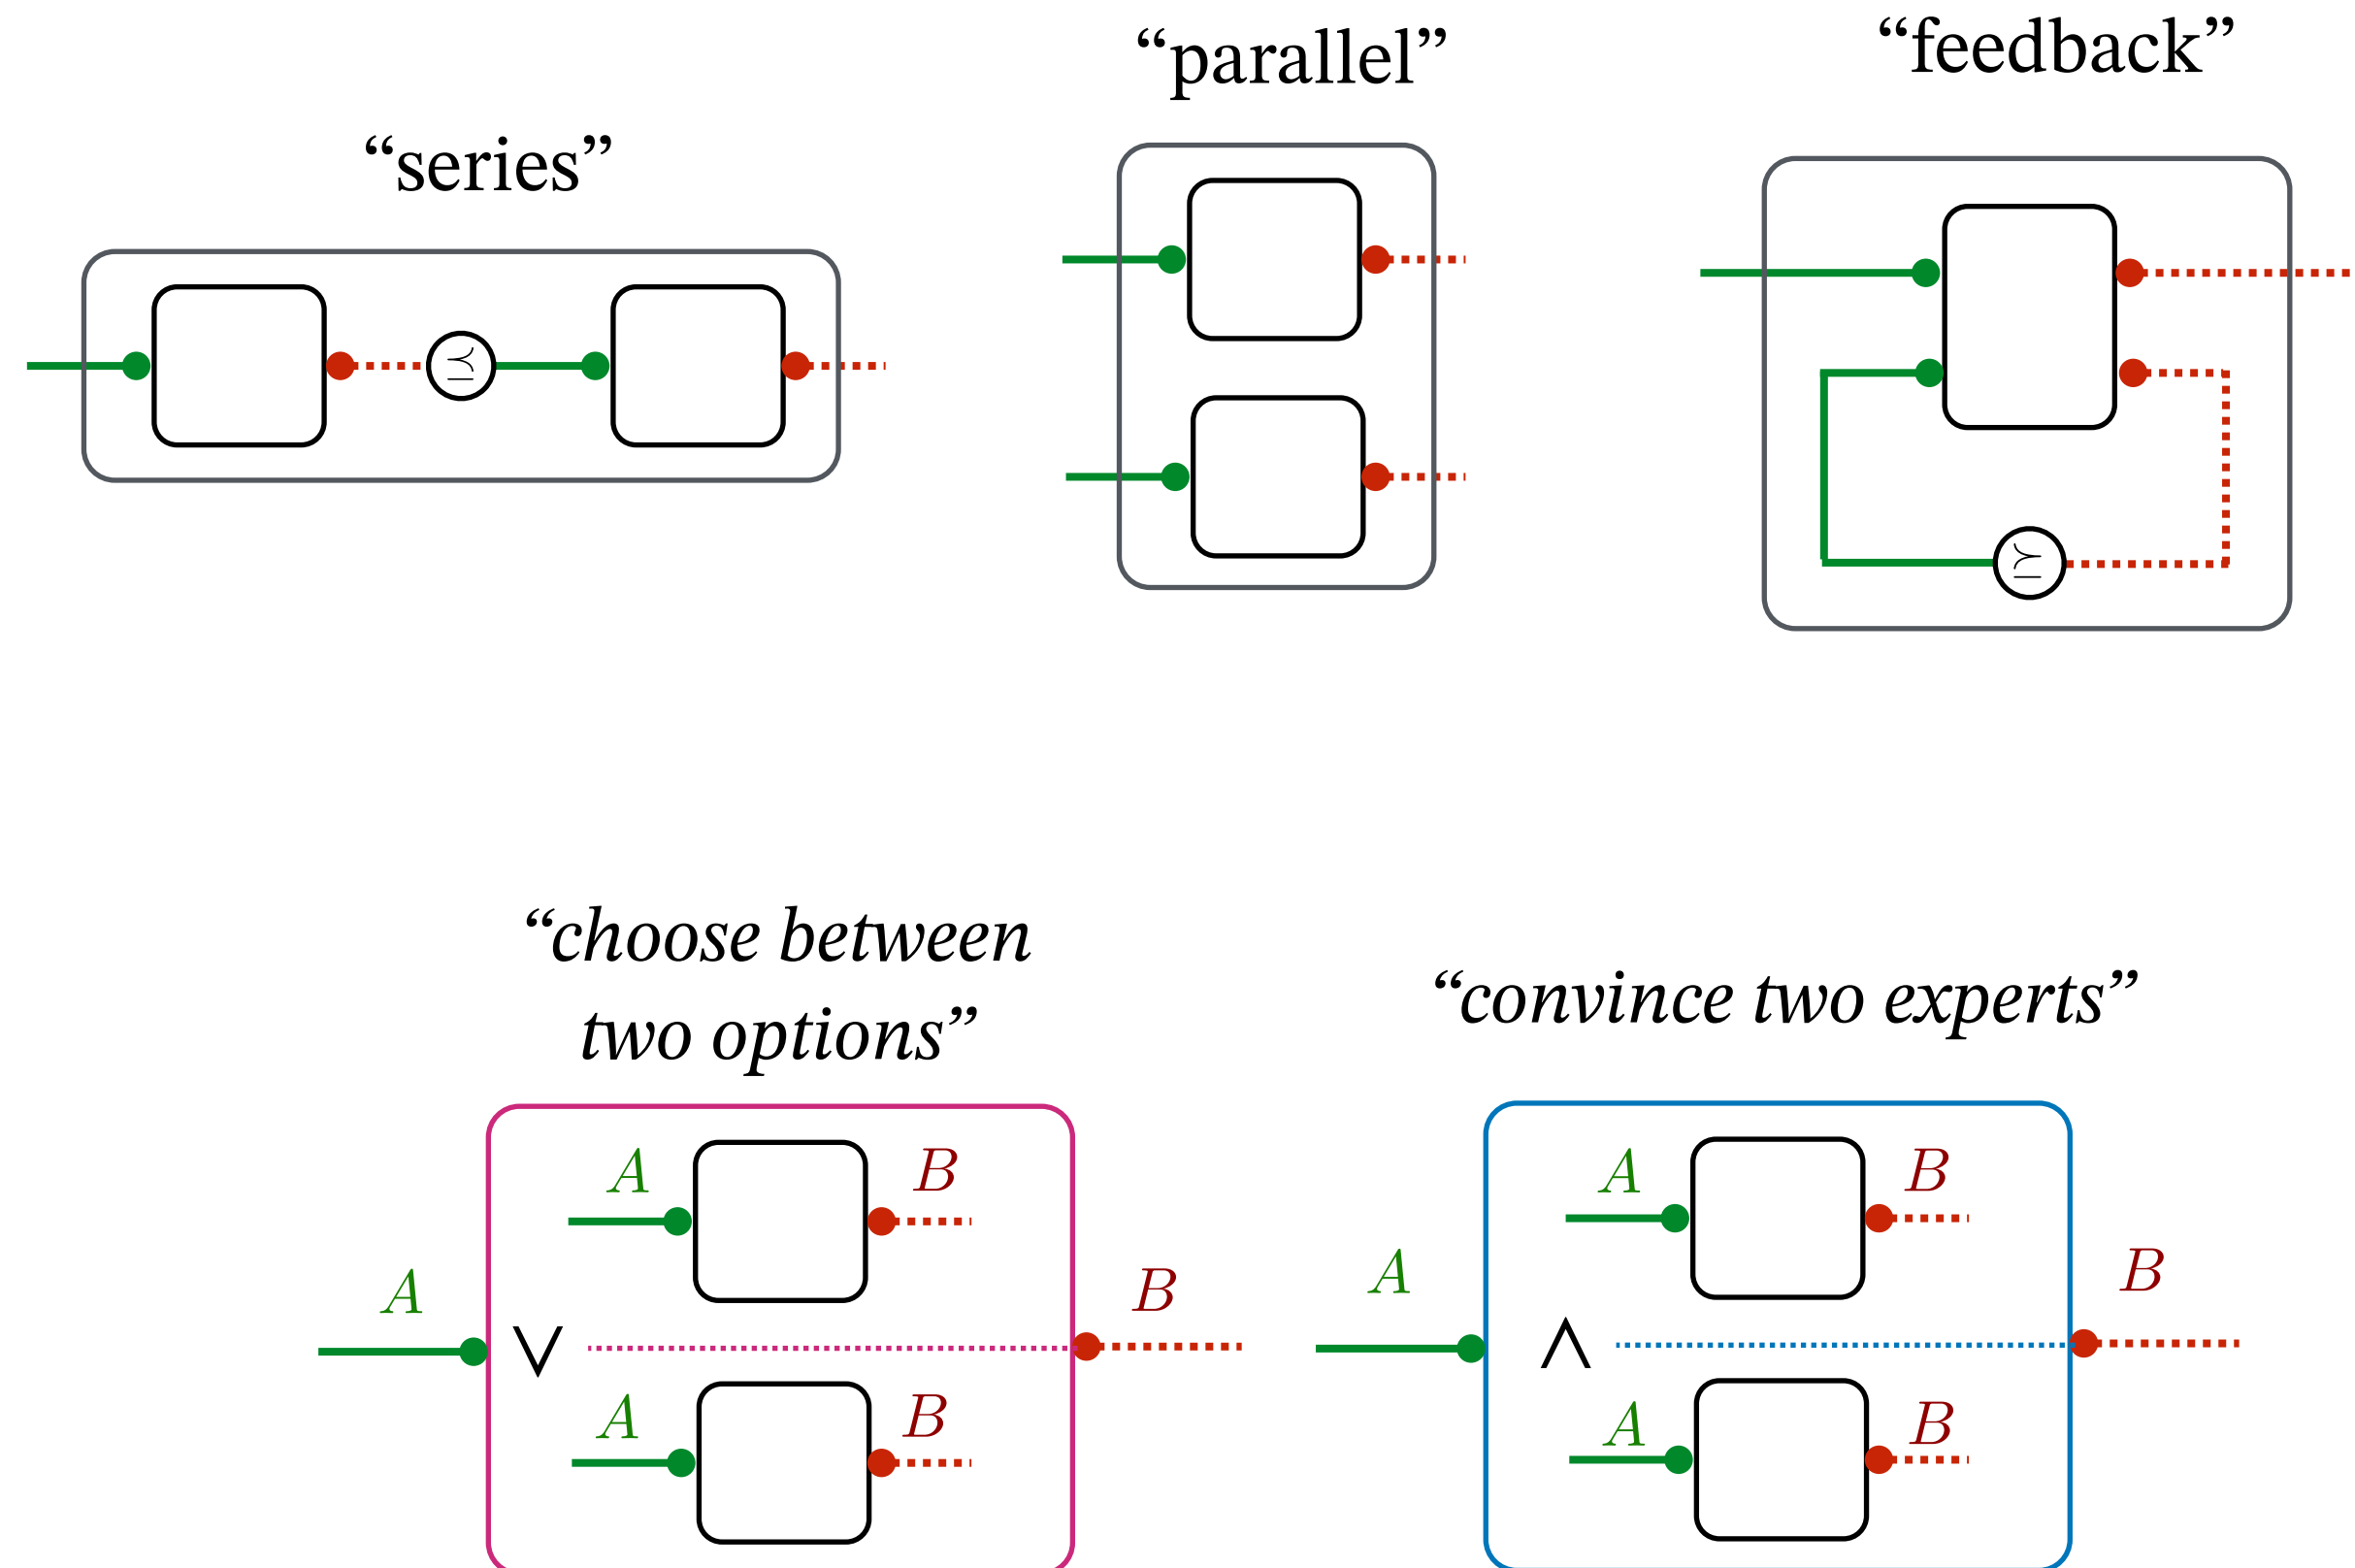 “series”
“parallel”
“feedback”
⪯
⪰
“choose between
two options”
“convince two experts”
A
B
A
B
A
B
A
B
∨
∧
A
B
A
B